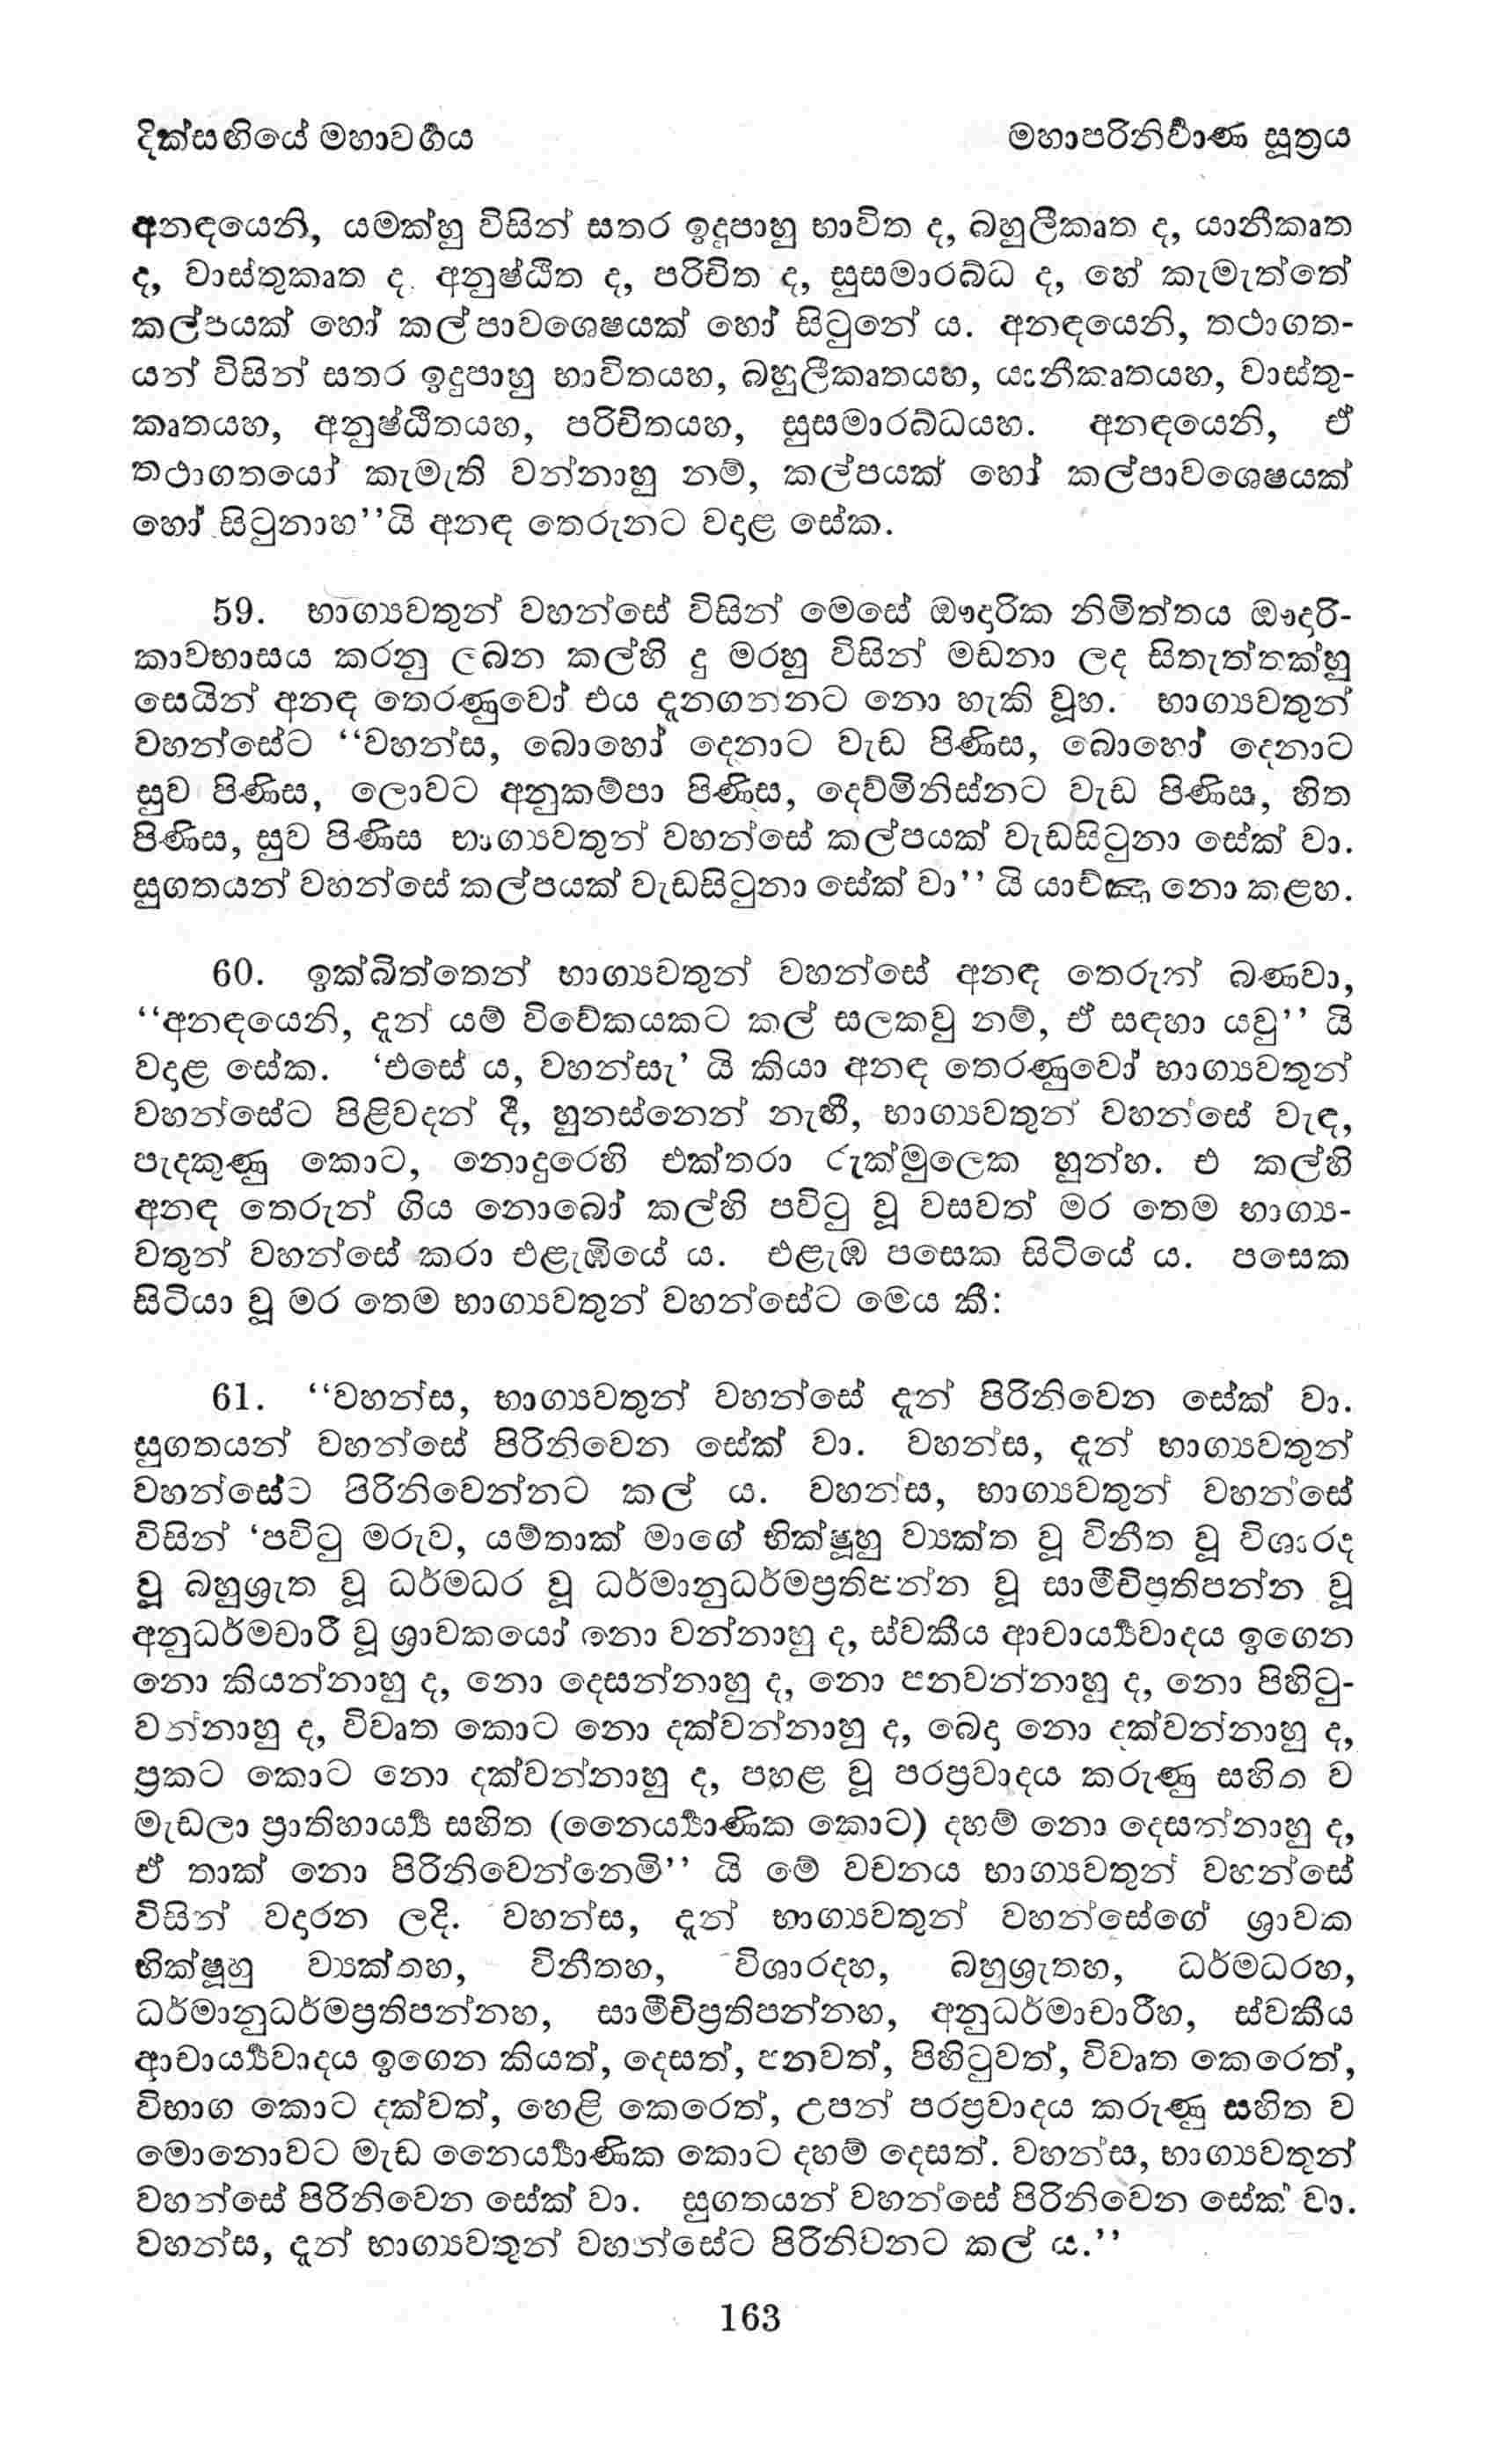 දික්සඟියේ මහාවර්‍ගය
මහාපරිනිර්‍වාණ සූත්‍රය
අනඳයෙනි, යමක්හු විසින් සතර ඉදුපාහු භාවිත ද, බහුලීකෘත ද, යානීකෘත
ද, වාස්තුකෘත ද. අනුෂ්ඨිත ද, පරිචිත ද, සුසමාරබ්ධ ද, හේ කැමැත්තේ
කල්පයක් හෝ කල්පාවශෙෂයක් හෝ සිටුනේ ය. අනඳයෙනි, තථාගත-
යන් විසින් සතර ඉදුපාහු භාවිතයහ, බහුලීකෘතයහ, යානීකෘතයහ, වාස්තු-
කෘතයහ, අනුෂ්ඨිතයහ, පරිචිතයහ, සුසමාරබ්ධයහ. අනඳයෙනි, ඒ
තථාගතයෝ කැමැති වන්නාහු නම්, කල්පයක් හෝ කල්පාවශෙෂයක්
හෝ සිටුනාහ’’යි අනඳ තෙරුනට වදාළ සේක.
59. භාග්‍යවතුන් වහන්සේ විසින් මෙසේ ඖදාරික නිමිත්තය ඖදාරි-
කාවභාසය කරනු ලබන කල්හි දු මරහු විසින් මඩනා ලද සිතැත්තක්හු
සෙයින් අනඳ තෙරණුවෝ එය දැනගන්නට නො හැකි වූහ. භාග්‍යවතුන්
වහන්සේට ‘‘වහන්ස, බොහෝ දෙනාට වැඩ පිණිස, බොහෝ දෙනාට
සුව පිණිස, ලොවට අනුකම්පා පිණිස, දෙව්මිනිස්නට වැඩ පිණිස, හිත
පිණිස, සුව පිණිස භාග්‍යවතුන් වහන්සේ කල්පයක් වැඩසිටුනා සේක් වා.
සුගතයන් වහන්සේ කල්පයක් වැඩසිටුනා සේක් වා’’ යි යාච්ඤා නො කළහ.
60. ඉක්බිත්තෙන් භාග්‍යවතුන් වහන්සේ අනඳ තෙරුන් බණවා,
‘‘අනඳයෙනි, දැන් යම් විවේකයකට කල් සලකවු නම්, ඒ සඳහා යවු’’ යි
වදාළ සේක. ‘එසේ ය, වහන්සැ’ යි කියා අනඳ තෙරණුවෝ භාග්‍යවතුන්
වහන්සේට පිළිවදන් දී, හුනස්නෙන් නැඟී, භාග්‍යවතුන් වහන්සේ වැඳ,
පැදකුණු කොට, නොදුරෙහි එක්තරා රුක්මුලෙක හුන්හ. එ කල්හි
අනඳ තෙරුන් ගිය නොබෝ කල්හි පවිටු වූ වසවත් මර තෙම භාග්‍ය-
වතුන් වහන්සේ කරා එළැඹියේ ය. එළැඹ පසෙක සිටියේ ය. පසෙක
සිටියා වූ මර තෙම භාග්‍යවතුන් වහන්සේට මෙය කී:
61. ‘‘වහන්ස, භාග්‍යවතුන් වහන්සේ දැන් පිරිනිවෙන සේක් වා.
සුගතයන් වහන්සේ පිරිනිවෙන සේක් වා. වහන්ස, දැන් භාග්‍යවතුන්
වහන්සේට පිරිනිවෙන්නට කල් ය. වහන්ස, භාග්‍යවතුන් වහන්සේ
විසින් ‘පවිටු මරුව, යම්තාක් මාගේ භික්ෂූහු ව්‍යක්ත වූ විනීත වූ විශාරද
වූ බහුශ්‍රැත වූ ධර්මධර වූ ධර්මානුධර්මප්‍රතිපන්න වූ සාමීචිප්‍රතිපන්න වූ
අනුධර්මචාරී වූ ශ්‍රාවකයෝ නො වන්නාහු ද, ස්වකීය ආචාර්‍ය්‍යවාදය ඉගෙන
නො කියන්නාහු ද, නො දෙසන්නාහු ද, නො පනවන්නාහු ද, නො පිහිටු-
වන්නාහු ද, විවෘත කොට නො දක්වන්නාහු ද, බෙදා නො දක්වන්නාහු ද,
ප්‍රකට කොට නො දක්වන්නාහු ද, පහළ වූ පරප්‍රවාදය කරුණු සහිත ව
මැඩලා ප්‍රාතිහාර්‍ය්‍ය සහිත (නෛර්‍ය්‍යාණික කොට) දහම් නො දෙසන්නාහු ද,
ඒ තාක් නො පිරිනිවෙන්නෙමි’’ යි මේ වචනය භාග්‍යවතුන් වහන්සේ
විසින් වදාරන ලදි. වහන්ස, දැන් භාග්‍යවතුන් වහන්සේගේ ශ්‍රාවක
භික්ෂූහු ව්‍යක්තහ, විනීතහ, විශාරදහ, බහුශ්‍රැතහ, ධර්මධරහ,
ධර්මානුධර්මප්‍රතිපන්නහ, සාමීචිප්‍රතිපන්නහ, අනුධර්මාචාරීහ, ස්වකීය
ආචාර්‍ය්‍යවාදය ඉගෙන කියත්, දෙසත්, පනවත්, පිහිටුවත්, විවෘත කෙරෙත්,
විභාග කොට දක්වත්, හෙළි කෙරෙත්, උපන් පරප්‍රවාදය කරුණු සහිත ව
මොනොවට මැඩ නෛර්‍ය්‍යාණික කොට දහම් දෙසත්. වහන්ස, භාග්‍යවතුන්
වහන්සේ පිරිනිවෙන සේක් වා. සුගතයන් වහන්සේ පිරිනිවෙන සේක් වා.
වහන්ස, දැන් භාග්‍යවතුන් වහන්සේට පිරිනිවනට කල් ය.’’
163